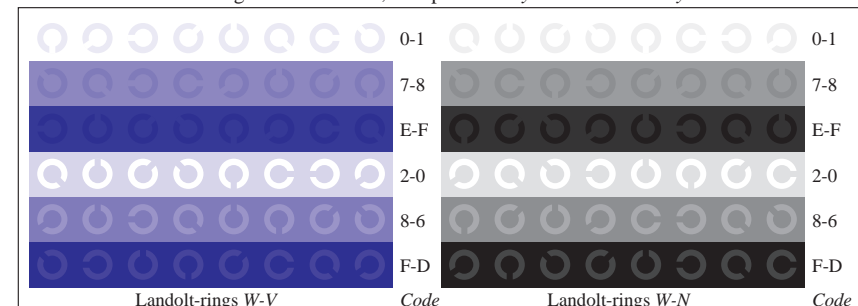 0-1 0-1
7-8 7-8
E-F E-F
2-0 2-0
8-6 8-6
F-D F-D
Landolt-rings W-V Code Landolt-rings W-N Code